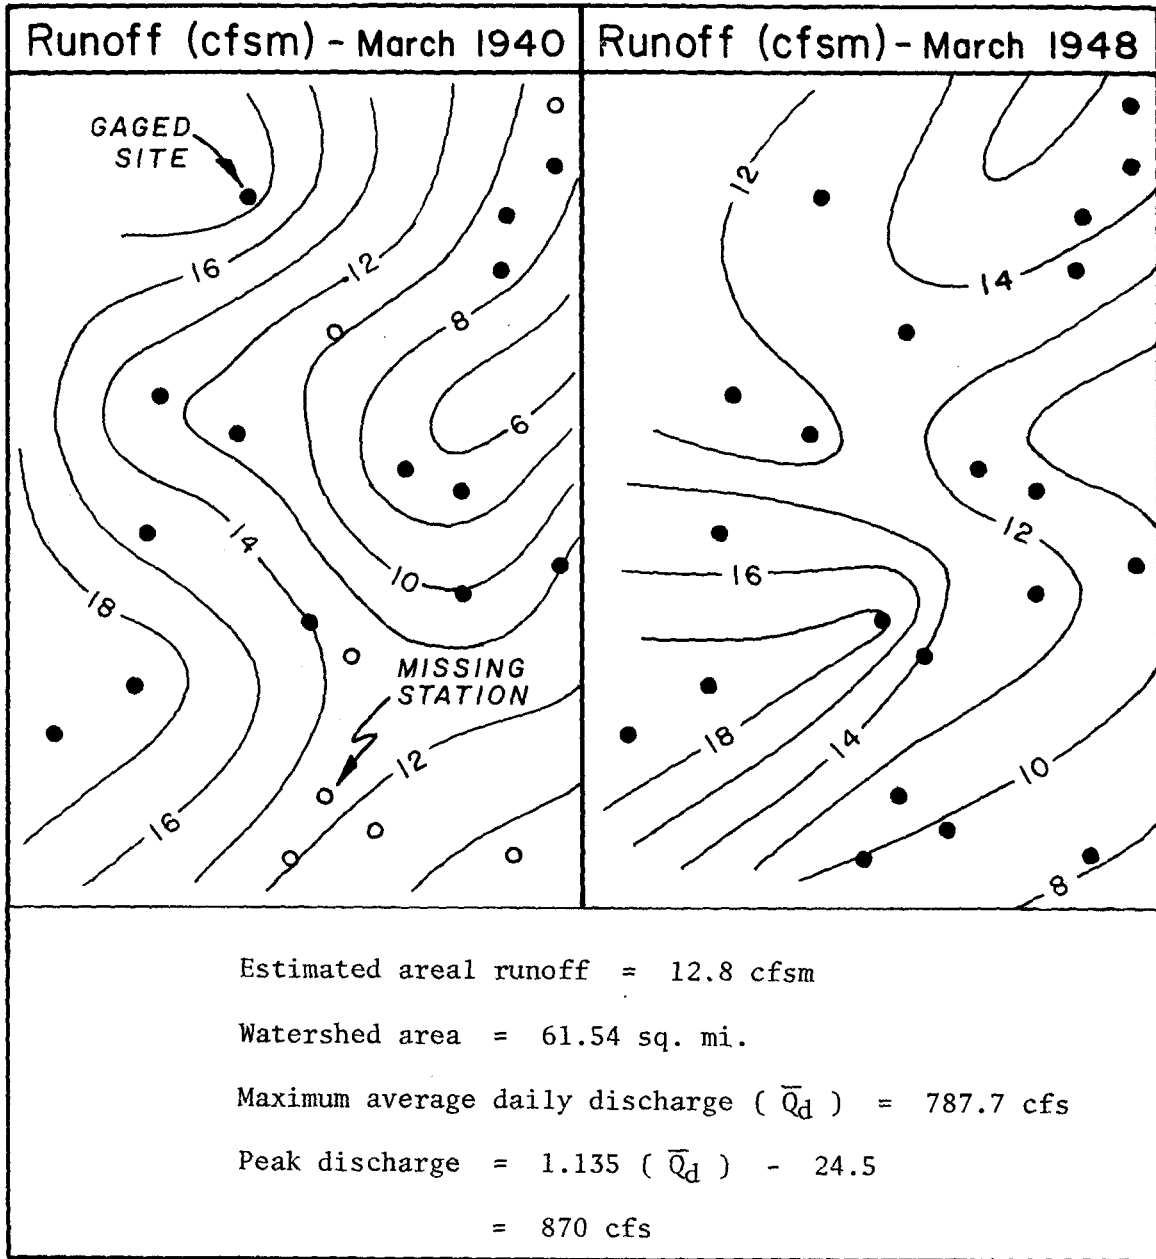 Runoff (cfsm) - March 1940
GAGED
SITE
16
12
8
6
14
10
18
MISSING
STATION
12
16
Runoff (cfsm) - March 1948
12
14
12
16
18
14
10
8
Estimated areal runoff = 12.8 cfsm
Watershed area = 61.54 sq. mi.
Maximum average daily discharge ( Q̅d ) = 787.7 cfs
Peak discharge = 1.135 ( Q̅d ) - 24.5
= 870 cfs